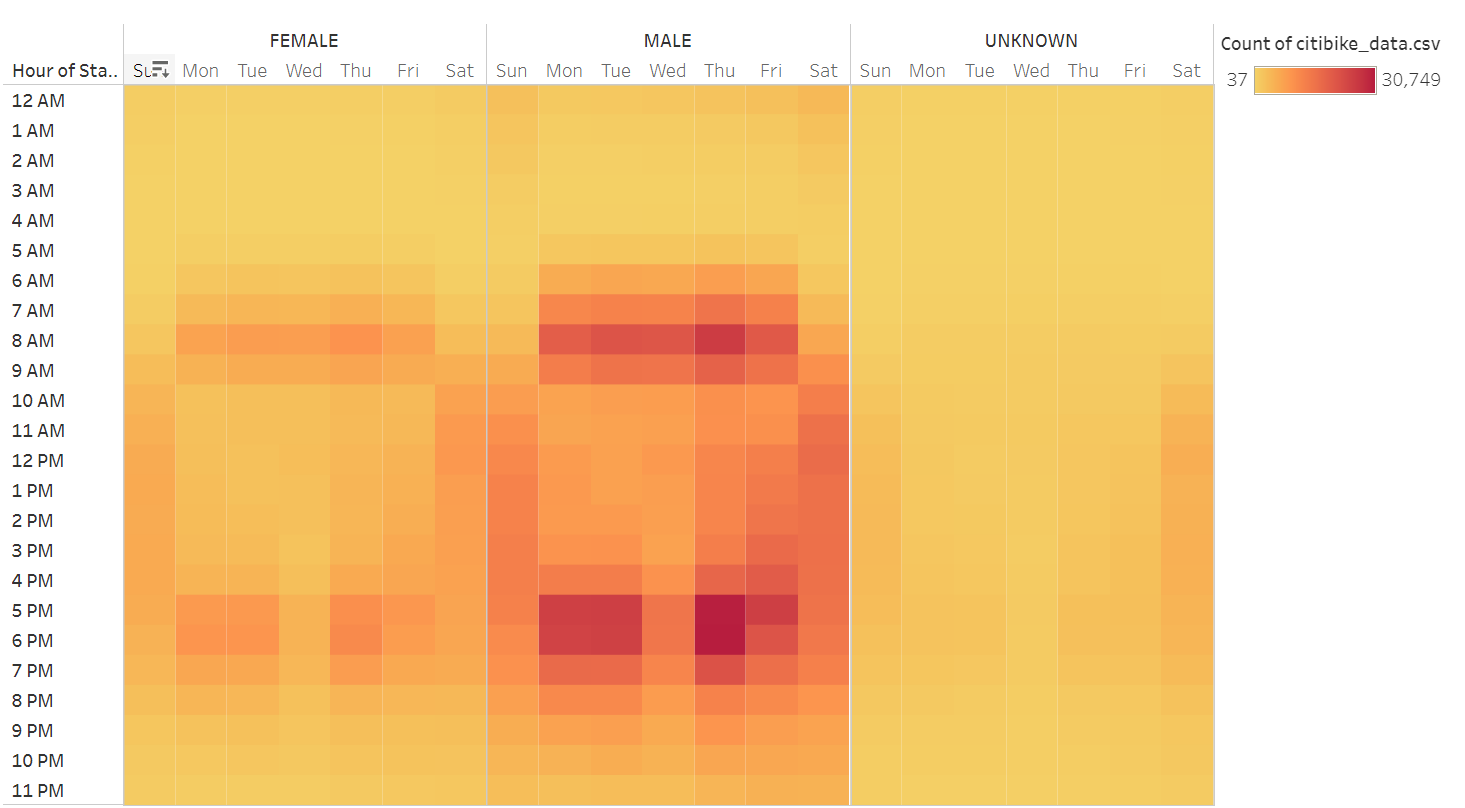 FEMALE MALE UNKNOWN Count of citibike_data.csv
Hour of Sta.. Mon Tue Wed Thu Fri Sat Sun Mon Tue Wed Thu Fri Sat Sun Mon Tue Wed Thu Fri Sat 37 30,749
12 AM
1 AM
2 AM
3 AM
4 AM
5 AM
6 AM
7 AM
8 AM
9 AM
10 AM
11 AM
12 PM
1 PM
2 PM
3 PM
4 PM
5 PM
6 PM
7 PM
8 PM
9 PM
10 PM
11 PM